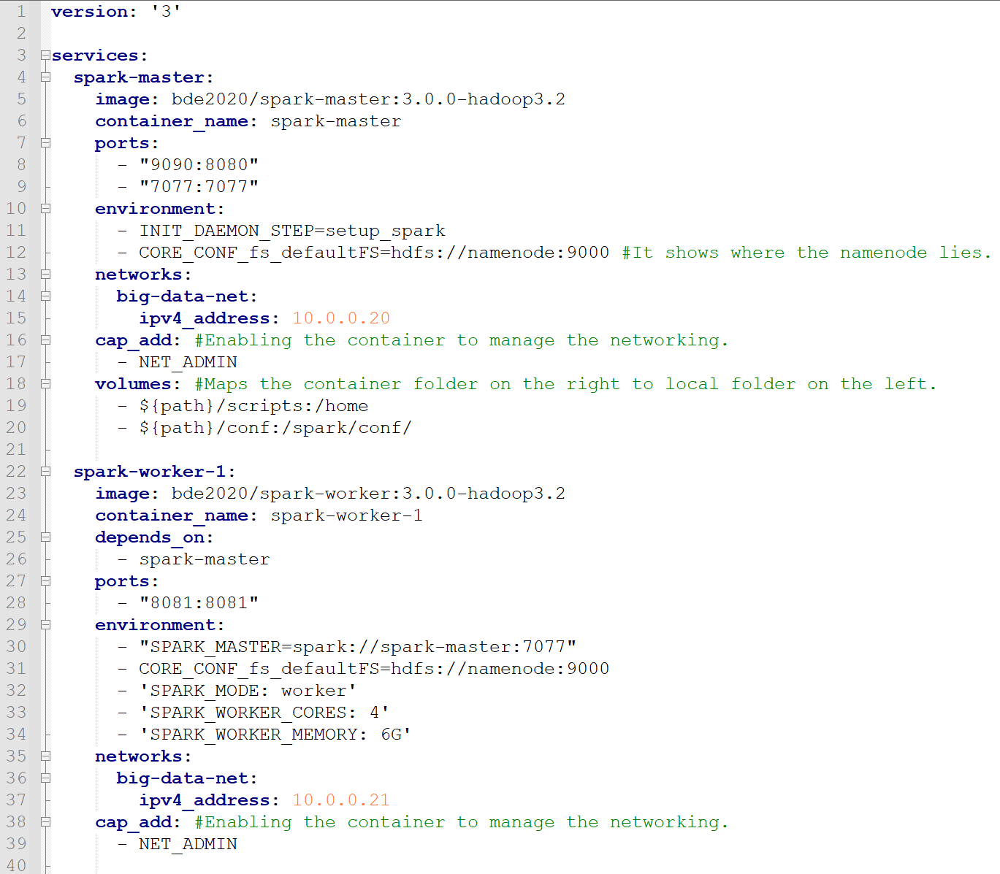 1 version: '3'
2
3 services:
4 spark-master:
5 image: bde2020/spark-master:3.0.0-hadoop3.2
6 container_name: spark-master
7 ports:
8 - "9090:8080"
9 - "7077:7077"
10 environment:
11 - INIT_DAEMON_STEP=setup_spark
12 - CORE_CONF_fs_defaultFS=hdfs://namenode:9000 #It shows where the namenode lies.
13 networks:
14 big-data-net:
15 ipv4_address: 10.0.0.20
16 cap_add: #Enabling the container to manage the networking.
17 - NET_ADMIN
18 volumes: #Maps the container folder on the right to local folder on the left.
19 - ${path}/scripts:/home
20 - ${path}/conf:/spark/conf/
21
22 spark-worker-1:
23 image: bde2020/spark-worker:3.0.0-hadoop3.2
24 container_name: spark-worker-1
25 depends_on:
26 - spark-master
27 ports:
28 - "8081:8081"
29 environment:
30 - "SPARK_MASTER=spark://spark-master:7077"
31 - CORE_CONF_fs_defaultFS=hdfs://namenode:9000
32 - 'SPARK_MODE: worker'
33 - 'SPARK_WORKER_CORES: 4'
34 - 'SPARK_WORKER_MEMORY: 6G'
35 networks:
36 big-data-net:
37 ipv4_address: 10.0.0.21
38 cap_add: #Enabling the container to manage the networking.
39 - NET_ADMIN
40